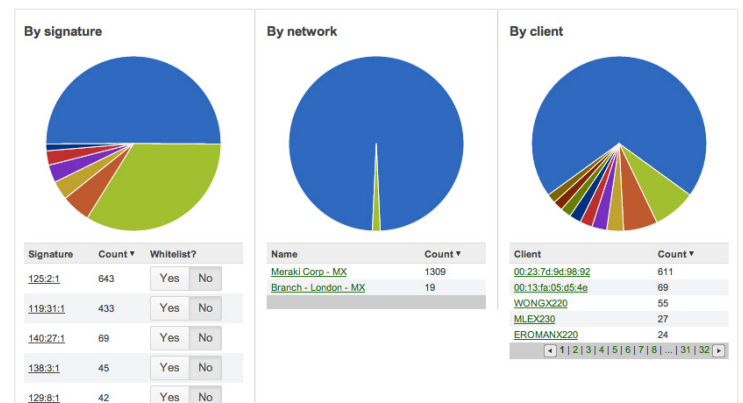 By signature
Signature Count ▼ Whitelist?
125:2:1 643 Yes No
119:31:1 433 Yes No
140:27:1 69 Yes No
138:3:1 45 Yes No
129:8:1 42 Yes No
By network
Name Count ▼
Meraki Corp - MX 1309
Branch - London - MX 19
By client
Client Count ▼
00:23:7d:9d:98:92 611
00:13:fa:05:d5:4e 69
WONGX220 55
MLEX230 27
EROMANX220 24
1 | 2 | 3 | 4 | 5 | 6 | 7 | 8 | ... | 31 | 32